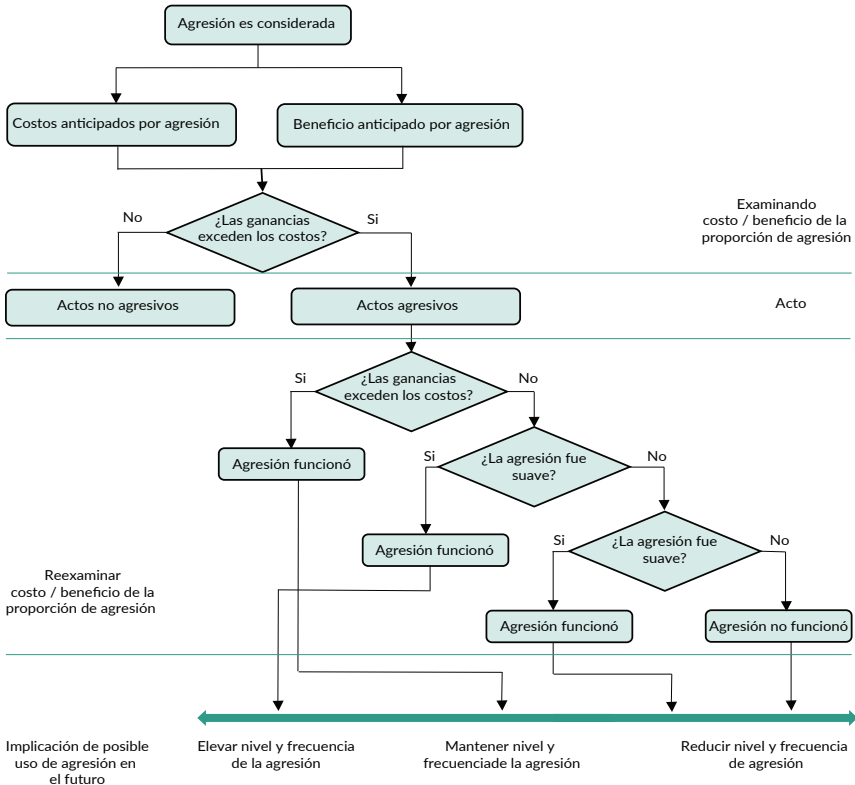 Agresión es considerada
Costos anticipados por agresión
Beneficio anticipado por agresión
¿Las ganancias
exceden los costos?
No
Si
Examinando
costo / beneficio de la
proporción de agresión
Actos no agresivos
Actos agresivos
Acto
¿Las ganancias
exceden los costos?
Si
No
Agresión funcionó
¿La agresión fue
suave?
Si
No
Agresión funcionó
¿La agresión fue
suave?
Si
No
Agresión funcionó
Agresión no funcionó
Reexaminar
costo / beneficio de la
proporción de agresión
Implicación de posible
uso de agresión en
el futuro
Elevar nivel y frecuencia
de la agresión
Mantener nivel y
frecuenciade la agresión
Reducir nivel y frecuencia
de agresión